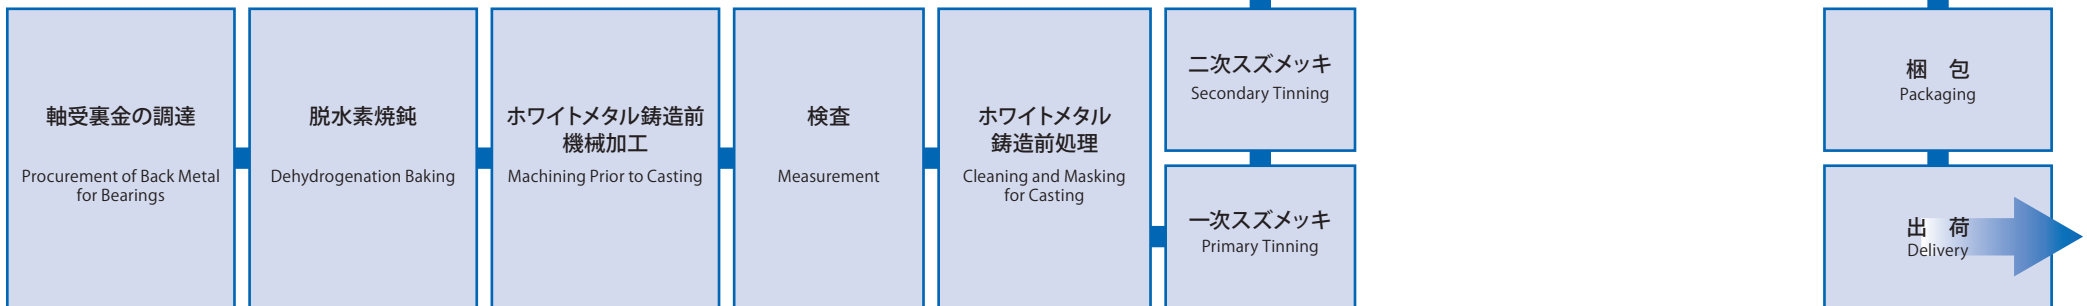 軸受裏金の調達
Procurement of Back Metal
for Bearings
脱水素焼鈍
Dehydrogenation Baking
ホワイトメタル鋳造前
機械加工
Machining Prior to Casting
検査
Measurement
ホワイトメタル
鋳造前処理
Cleaning and Masking
for Casting
二次スズメッキ
Secondary Tinning
一次スズメッキ
Primary Tinning
梱　包
Packaging
出　荷
Delivery